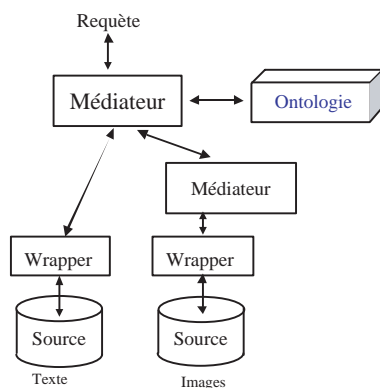 Requête
Médiateur
Ontologie
Médiateur
Wrapper
Wrapper
Source
Source
Texte
Images